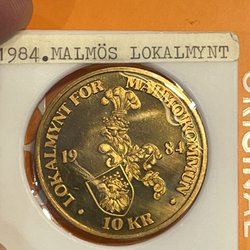 1984. MALMÖS LOKALMYNT
LOKALMYNT FÖR MALMÖ KOMMUN
19 84
10 KR